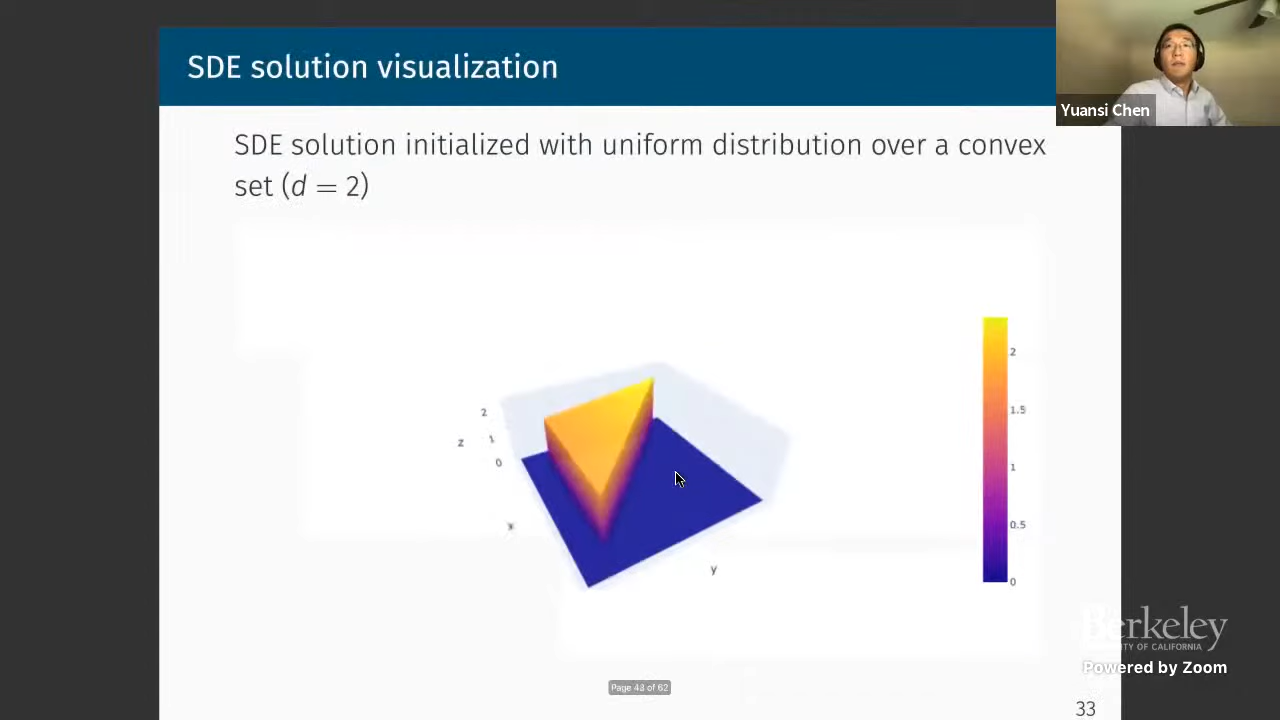 SDE solution visualization
Yuansi Chen
SDE solution initialized with uniform distribution over a convex
set (d = 2)
2
z
1
0
x
y
2
1.5
1
0.5
0
Berkeley
ITY OF CALIFORNIA
Powered by Zoom
Page 43 of 62
33